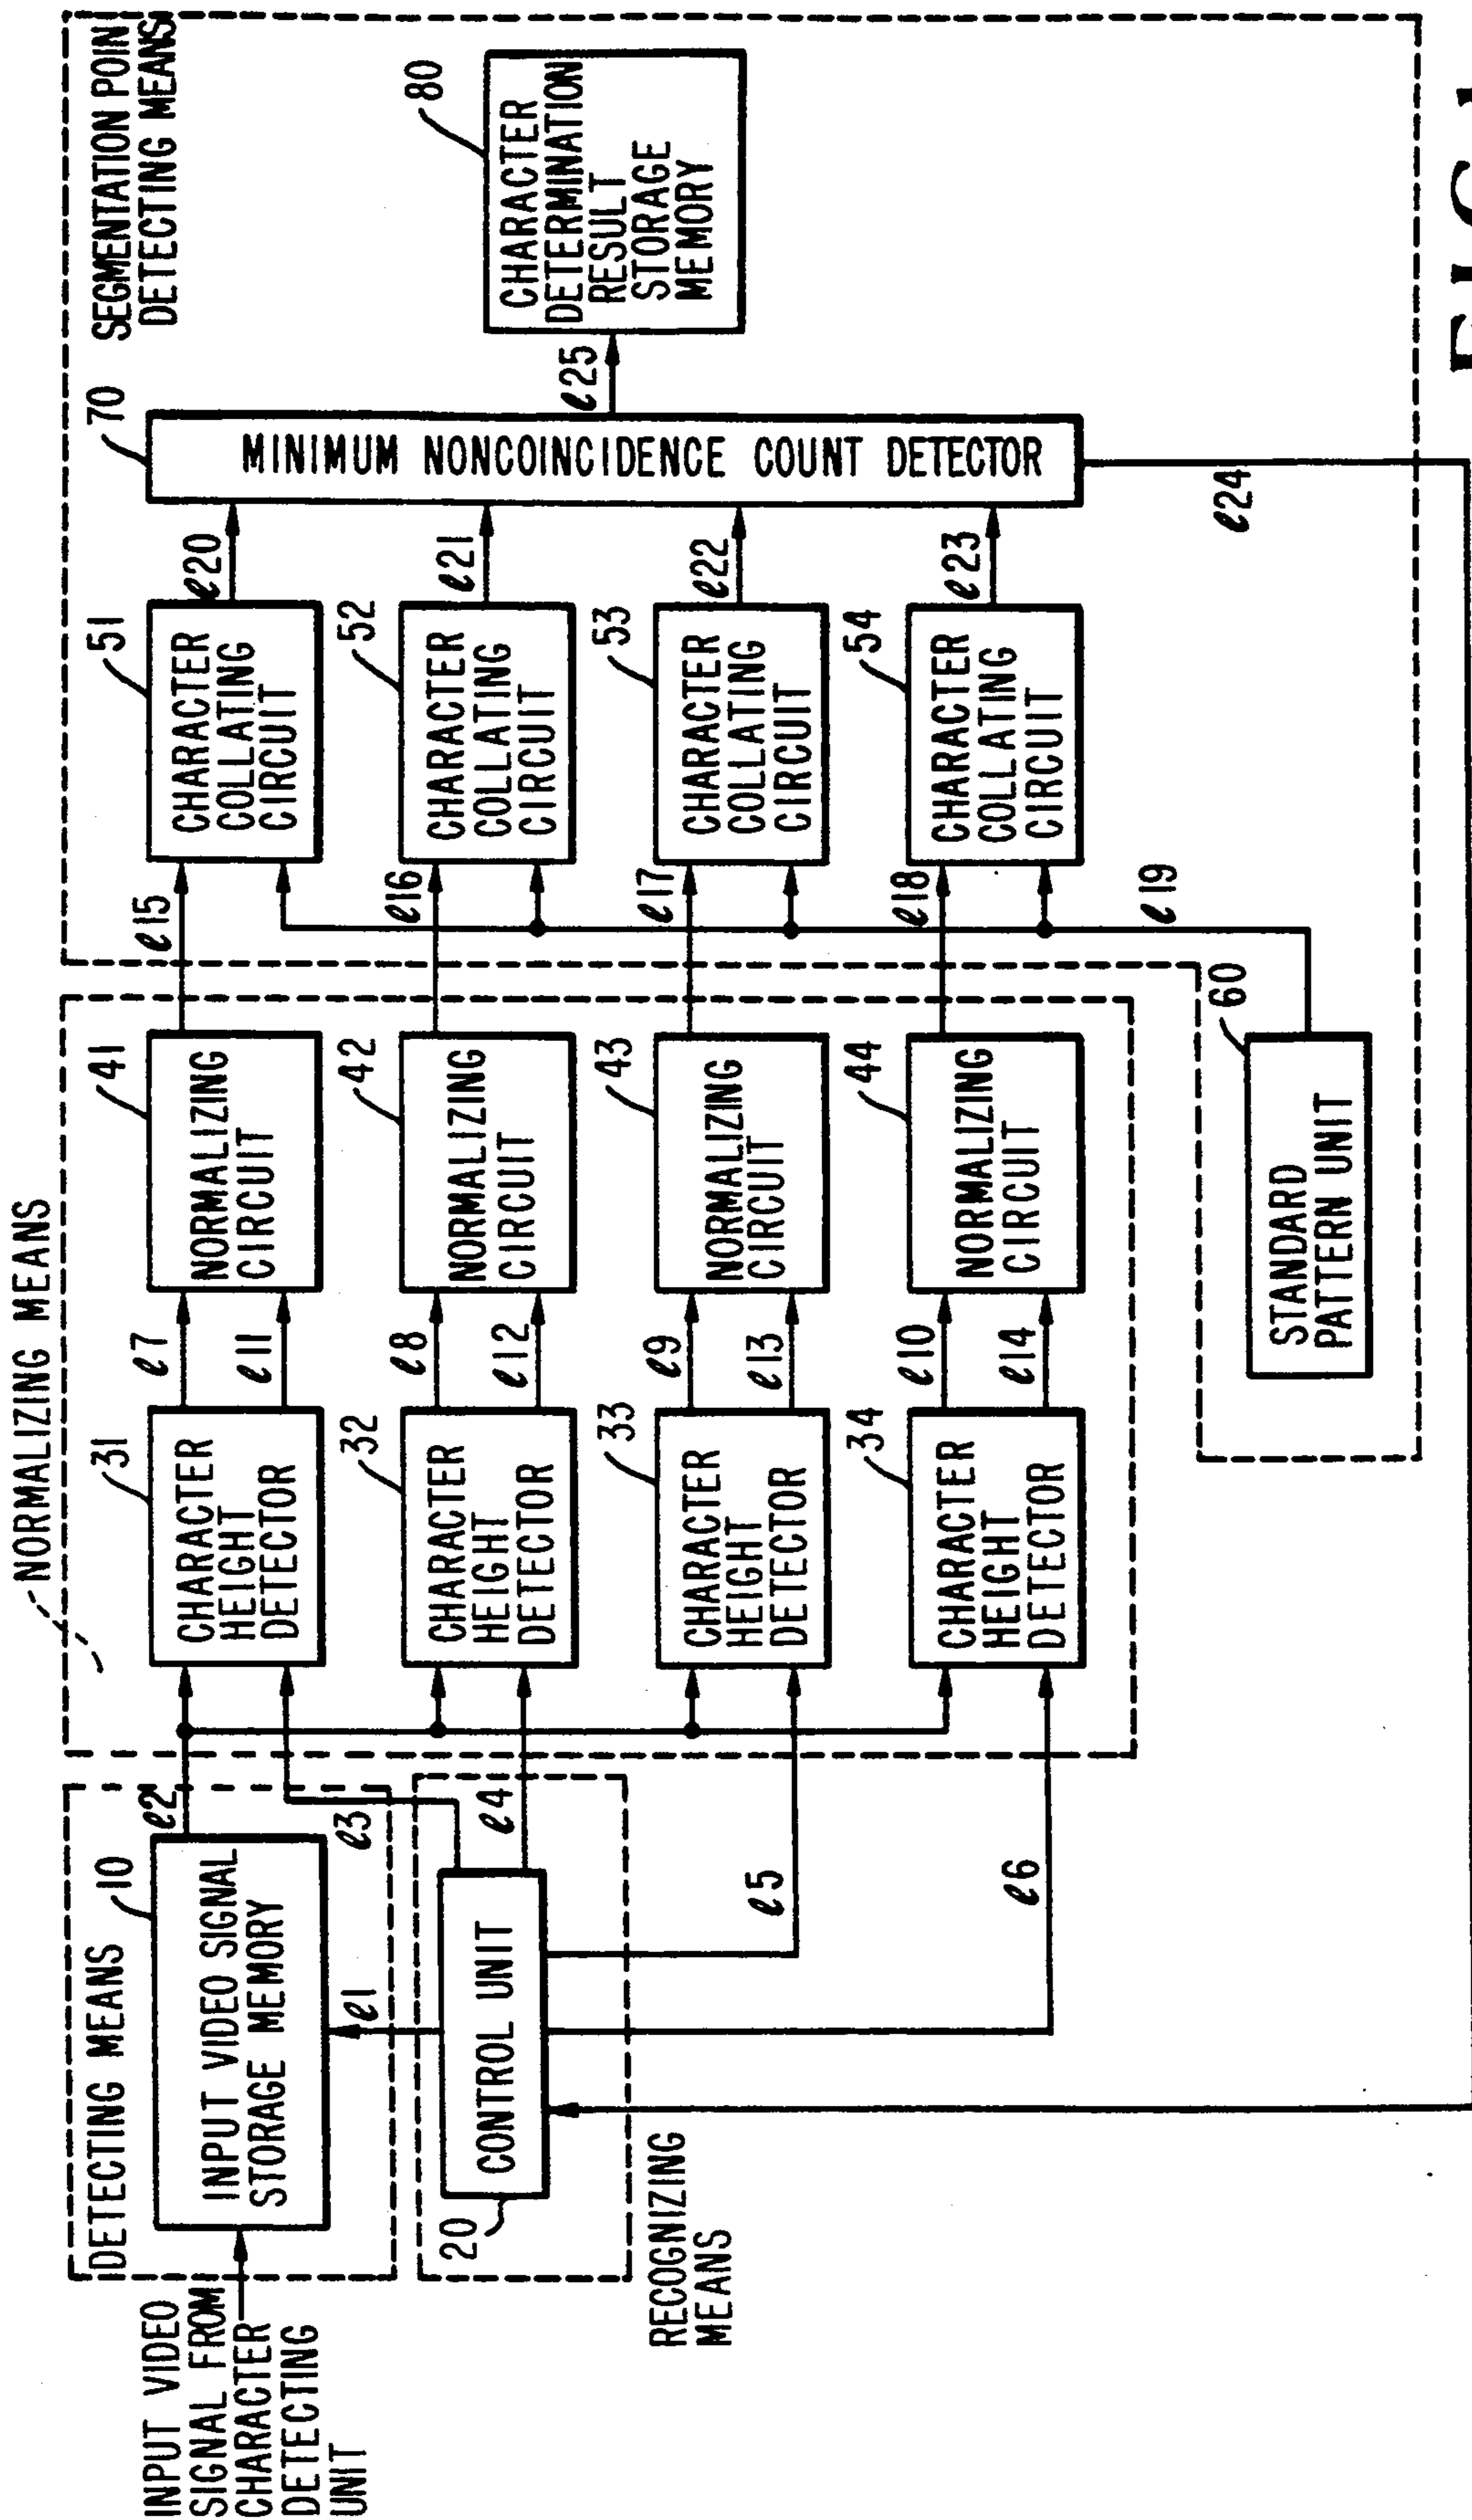 NORMALIZING MEANS
SEGMENTATION POIN
DETECTING MEANS
DETECTING MEANS
INPUT VIDEO
SIGNAL FROM
CHARACTER
DETECTING
UNIT
10
INPUT VIDEO SIGNAL
STORAGE MEMORY
ℓ1
ℓ2
ℓ3
20
CONTROL UNIT
ℓ4
ℓ5
ℓ6
RECOGNIZING
MEANS
31
CHARACTER
HEIGHT
DETECTOR
ℓ7
ℓ11
41
NORMALIZING
CIRCUIT
ℓ15
51
CHARACTER
COLLATING
CIRCUIT
ℓ20
32
CHARACTER
HEIGHT
DETECTOR
ℓ8
ℓ12
42
NORMALIZING
CIRCUIT
ℓ16
52
CHARACTER
COLLATING
CIRCUIT
ℓ21
33
CHARACTER
HEIGHT
DETECTOR
ℓ9
ℓ13
43
NORMALIZING
CIRCUIT
ℓ17
53
CHARACTER
COLLATING
CIRCUIT
ℓ22
34
CHARACTER
HEIGHT
DETECTOR
ℓ10
ℓ14
44
NORMALIZING
CIRCUIT
ℓ18
54
CHARACTER
COLLATING
CIRCUIT
ℓ23
60
STANDARD
PATTERN UNIT
ℓ19
70
MINIMUM NONCOINCIDENCE COUNT DETECTOR
ℓ24
ℓ25
80
CHARACTER
DETERMINATION
RESULT
STORAGE
MEMORY